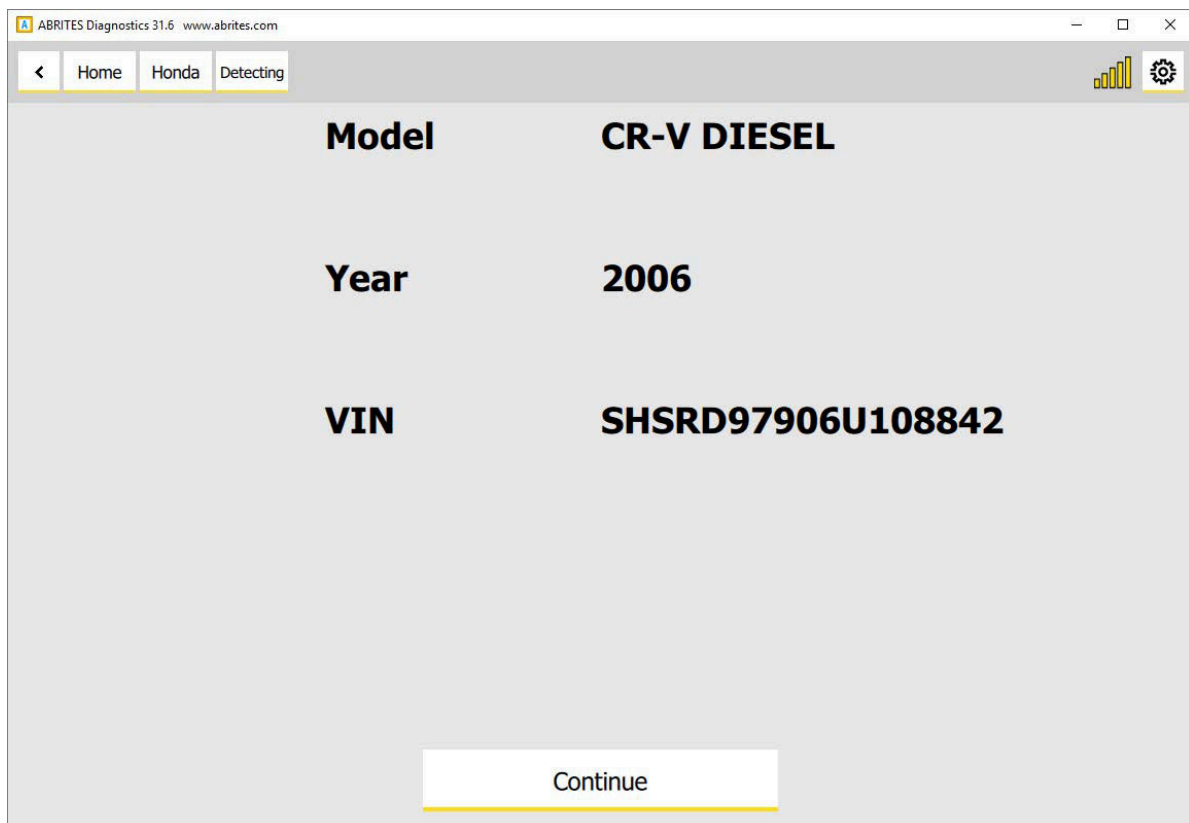 ABRITES Diagnostics 31.6 www.abrites.com
Home Honda Detecting
Model CR-V DIESEL
Year 2006
VIN SHSRD97906U108842
Continue